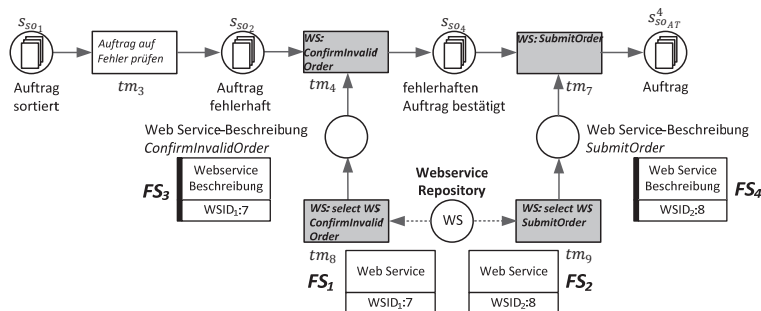 s_so1
s_so2
s_so4
s^4_soAT
Auftrag auf
Fehler prüfen
WS:
ConfirmInvalid
Order
WS: SubmitOrder
Auftrag
sortiert
tm3
Auftrag
fehlerhaft
tm4
fehlerhaften
Auftrag bestätigt
tm7
Auftrag
Web Service-Beschreibung
ConfirmInvalidOrder
Web Service-Beschreibung
SubmitOrder
FS3
Webservice
Beschreibung
WSID1:7
Webservice
Repository
Web Service
Beschreibung
WSID2:8
FS4
WS: select WS
ConfirmInvalid
Order
WS
WS: select WS
SubmitOrder
tm8
tm9
FS1
Web Service
WSID1:7
Web Service
WSID2:8
FS2